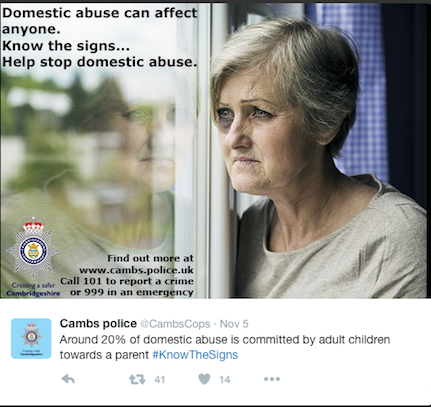 Domestic abuse can affect
anyone.
Know the signs...
Help stop domestic abuse.
Find out more at
www.cambs.police.uk
Call 101 to report a crime
or 999 in an emergency
Creating a safer
Cambridgeshire
Cambs police @CambsCops · Nov 5
Around 20% of domestic abuse is committed by adult children
towards a parent #KnowTheSigns
41 14